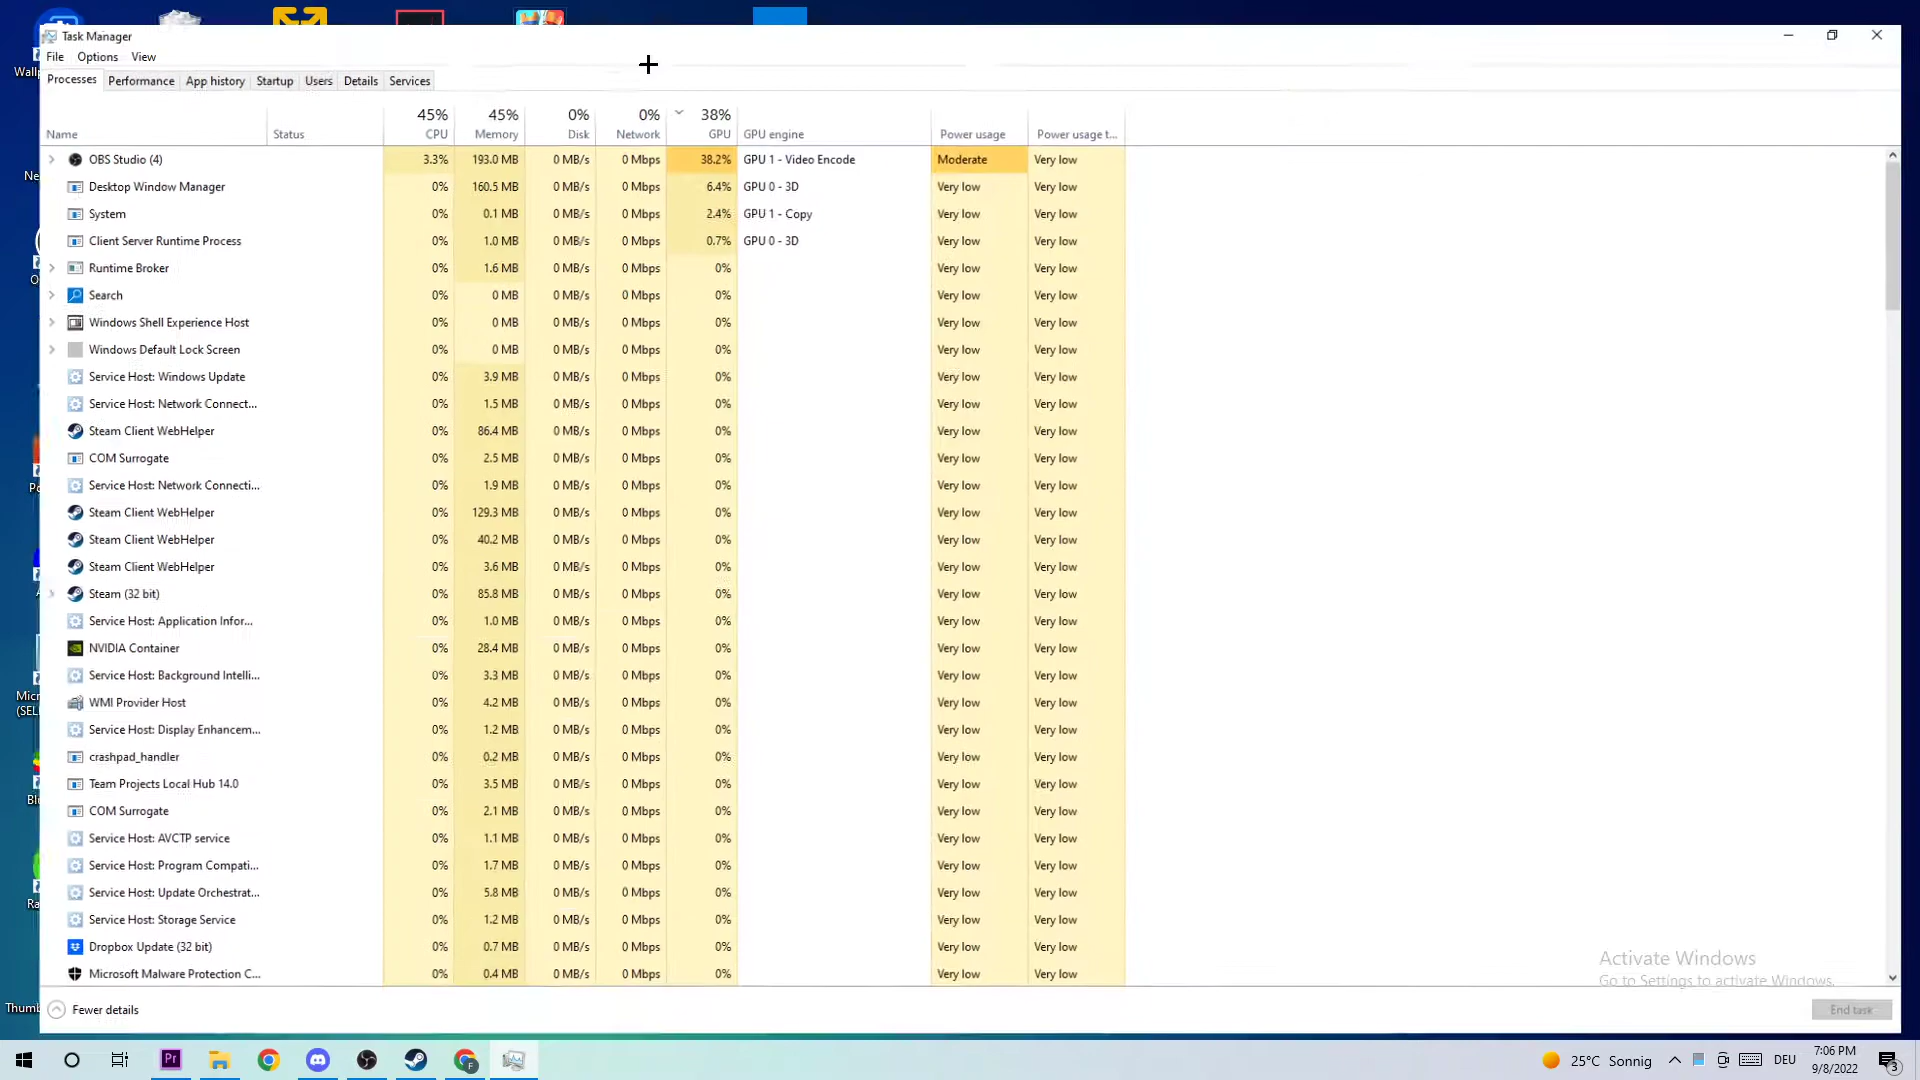 Task Manager
File Options View
Processes Performance App history Startup Users Details Services
45% 45% 0% 0% 38%
Name Status CPU Memory Disk Network GPU GPU engine Power usage Power usage t...
OBS Studio (4) 3.3% 193.0 MB 0 MB/s 0 Mbps 38.2% GPU 1 - Video Encode Moderate Very low
Desktop Window Manager 0% 160.5 MB 0 MB/s 0 Mbps 6.4% GPU 0 - 3D Very low Very low
System 0% 0.1 MB 0 MB/s 0 Mbps 2.4% GPU 1 - Copy Very low Very low
Client Server Runtime Process 0% 1.0 MB 0 MB/s 0 Mbps 0.7% GPU 0 - 3D Very low Very low
Runtime Broker 0% 1.6 MB 0 MB/s 0 Mbps 0% Very low Very low
Search 0% 0 MB 0 MB/s 0 Mbps 0% Very low Very low
Windows Shell Experience Host 0% 0 MB 0 MB/s 0 Mbps 0% Very low Very low
Windows Default Lock Screen 0% 0 MB 0 MB/s 0 Mbps 0% Very low Very low
Service Host: Windows Update 0% 3.9 MB 0 MB/s 0 Mbps 0% Very low Very low
Service Host: Network Connect... 0% 1.5 MB 0 MB/s 0 Mbps 0% Very low Very low
Steam Client WebHelper 0% 86.4 MB 0 MB/s 0 Mbps 0% Very low Very low
COM Surrogate 0% 2.5 MB 0 MB/s 0 Mbps 0% Very low Very low
Service Host: Network Connecti... 0% 1.9 MB 0 MB/s 0 Mbps 0% Very low Very low
Steam Client WebHelper 0% 129.3 MB 0 MB/s 0 Mbps 0% Very low Very low
Steam Client WebHelper 0% 40.2 MB 0 MB/s 0 Mbps 0% Very low Very low
Steam Client WebHelper 0% 3.6 MB 0 MB/s 0 Mbps 0% Very low Very low
Steam (32 bit) 0% 85.8 MB 0 MB/s 0 Mbps 0% Very low Very low
Service Host: Application Infor... 0% 1.0 MB 0 MB/s 0 Mbps 0% Very low Very low
NVIDIA Container 0% 28.4 MB 0 MB/s 0 Mbps 0% Very low Very low
Service Host: Background Intelli... 0% 3.3 MB 0 MB/s 0 Mbps 0% Very low Very low
WMI Provider Host 0% 4.2 MB 0 MB/s 0 Mbps 0% Very low Very low
Service Host: Display Enhancem... 0% 1.2 MB 0 MB/s 0 Mbps 0% Very low Very low
crashpad_handler 0% 0.2 MB 0 MB/s 0 Mbps 0% Very low Very low
Team Projects Local Hub 14.0 0% 3.5 MB 0 MB/s 0 Mbps 0% Very low Very low
COM Surrogate 0% 2.1 MB 0 MB/s 0 Mbps 0% Very low Very low
Service Host: AVCTP service 0% 1.1 MB 0 MB/s 0 Mbps 0% Very low Very low
Service Host: Program Compati... 0% 1.7 MB 0 MB/s 0 Mbps 0% Very low Very low
Service Host: Update Orchestrat... 0% 5.8 MB 0 MB/s 0 Mbps 0% Very low Very low
Service Host: Storage Service 0% 1.2 MB 0 MB/s 0 Mbps 0% Very low Very low
Dropbox Update (32 bit) 0% 0.7 MB 0 MB/s 0 Mbps 0% Very low Very low
Microsoft Malware Protection C... 0% 0.4 MB 0 MB/s 0 Mbps 0% Very low Very low
Activate Windows
Go to Settings to activate Windows.
Fewer details End task
Pr 25°C Sonnig DEU 7:06 PM
9/8/2022 3